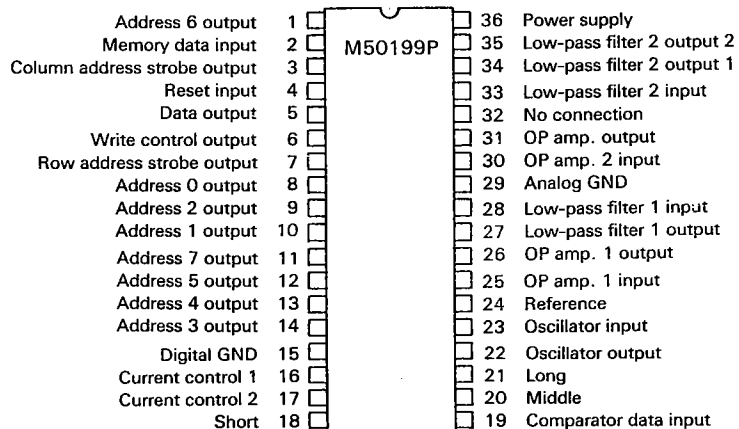 Address 6 output 1 M50199P 36 Power supply
Memory data input 2 35 Low-pass filter 2 output 2
Column address strobe output 3 34 Low-pass filter 2 output 1
Reset input 4 33 Low-pass filter 2 input
Data output 5 32 No connection
Write control output 6 31 OP amp. output
Row address strobe output 7 30 OP amp. 2 input
Address 0 output 8 29 Analog GND
Address 2 output 9 28 Low-pass filter 1 input
Address 1 output 10 27 Low-pass filter 1 output
Address 7 output 11 26 OP amp. 1 output
Address 5 output 12 25 OP amp. 1 input
Address 4 output 13 24 Reference
Address 3 output 14 23 Oscillator input
Digital GND 15 22 Oscillator output
Current control 1 16 21 Long
Current control 2 17 20 Middle
Short 18 19 Comparator data input